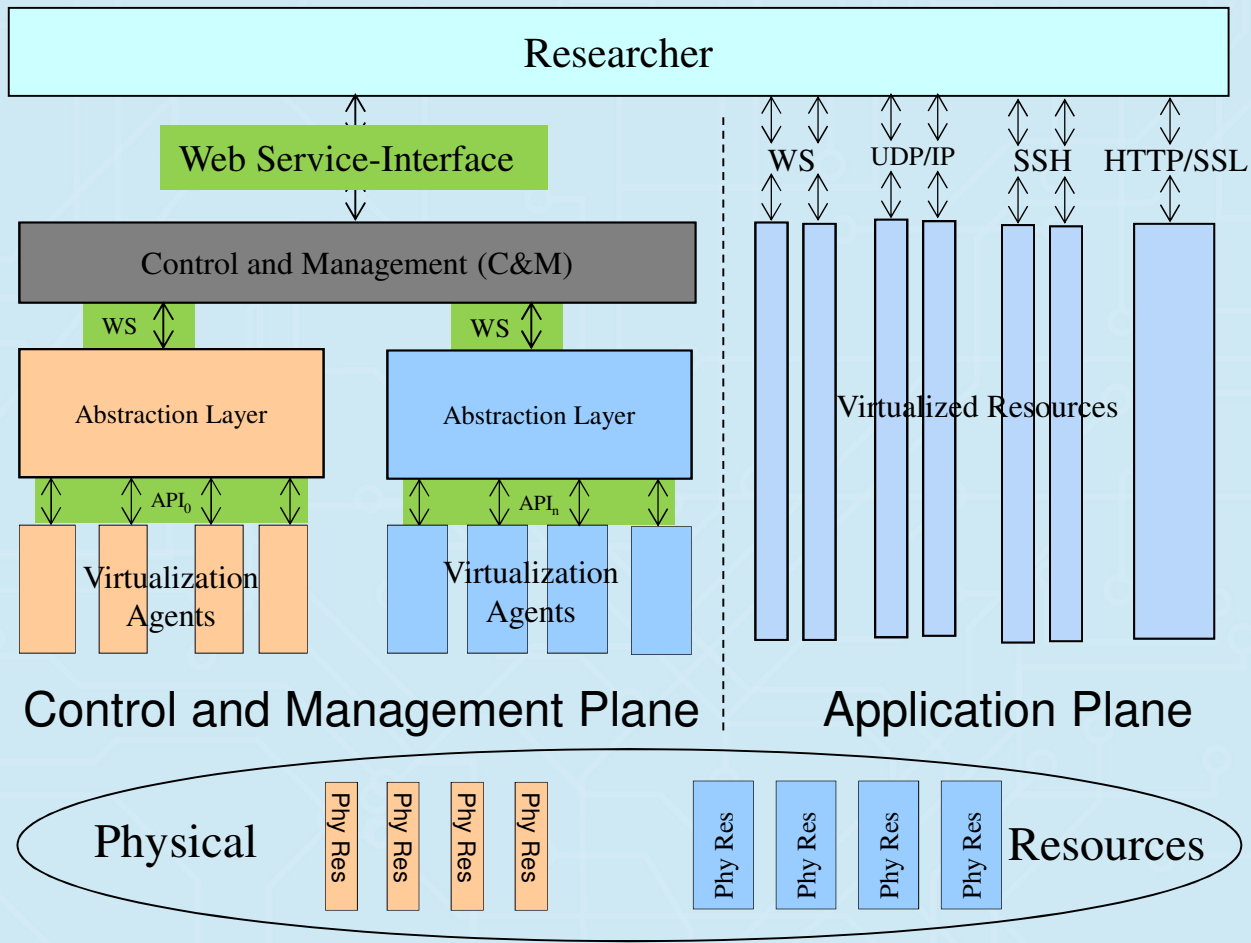 Researcher
Web Service-Interface
WS
UDP/IP
SSH
HTTP/SSL
Control and Management (C&M)
WS
WS
Abstraction Layer
Abstraction Layer
Virtualized Resources
API0
APIn
Virtualization
Agents
Virtualization
Agents
Control and Management Plane
Application Plane
Physical
Phy Res
Phy Res
Phy Res
Phy Res
Phy Res
Phy Res
Phy Res
Phy Res
Resources